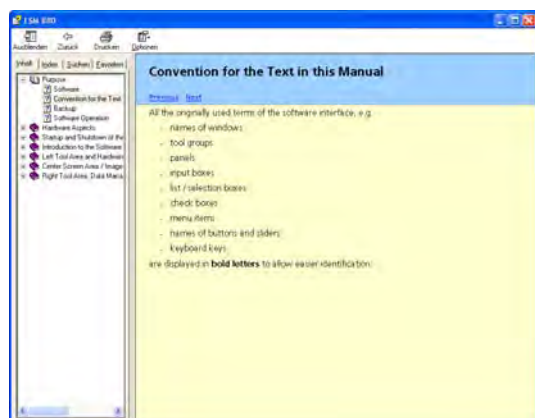 LSM 880
Ausblenden Zurück Drucken Optionen
Inhalt Index Suchen Favoriten
Purpose
Software
Convention for the Text
Backup
Software Operation
Hardware Aspects
Startup and Shutdown of the
Introduction to the Software
Left Tool Area and Hardware
Center Screen Area / Image
Right Tool Area, Data Mana
Convention for the Text in this Manual
Previous Next
All the originally used terms of the software interface, e.g.
- names of windows
- tool groups
- panels
- input boxes
- list / selection boxes
- check boxes
- menu items
- names of buttons and sliders
- keyboard keys
are displayed in bold letters to allow easier identification.